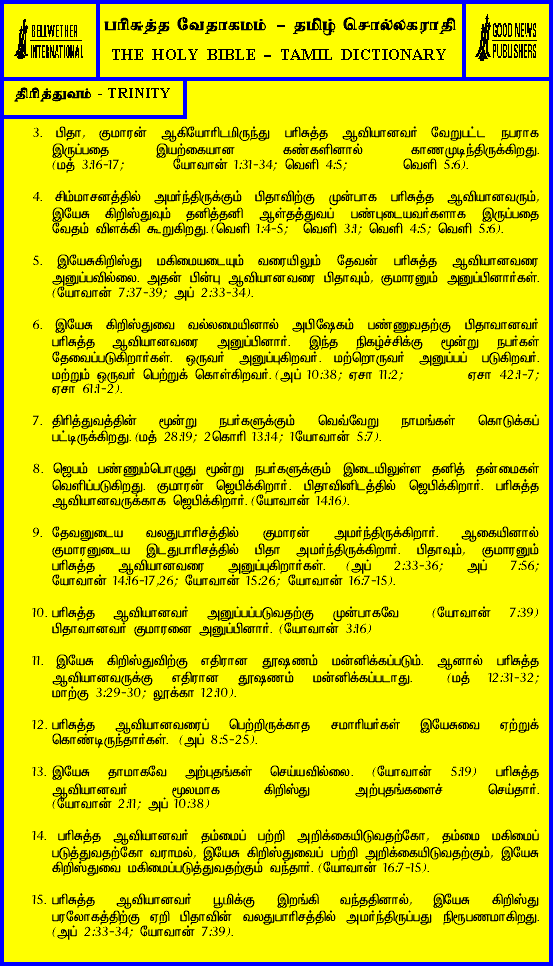 BELLWETHER
INTERNATIONAL
பரிசுத்த வேதாகமம் – தமிழ் சொல்லகராதி
THE HOLY BIBLE – TAMIL DICTIONARY
GOOD NEWS
PUBLISHERS
திரித்துவம் - TRINITY
3. பிதா, குமாரன் ஆகியோரிடமிருந்து பரிசுத்த ஆவியானவர் வேறுபட்ட நபராக
இருப்பதை இயற்கையான கண்களினால் காணமுடிந்திருக்கிறது.
(மத் 3:16-17; யோவான் 1:31-34; வெளி 4:5; வெளி 5:6).
4. சிம்மாசனத்தில் அமர்ந்திருக்கும் பிதாவிற்கு முன்பாக பரிசுத்த ஆவியானவரும்,
இயேசு கிறிஸ்துவும் தனித்தனி ஆள்தத்துவப் பண்புடையவர்களாக இருப்பதை
வேதம் விளக்கி கூறுகிறது. (வெளி 1:4-5; வெளி 3:1; வெளி 4:5; வெளி 5:6).
5. இயேசுகிறிஸ்து மகிமையடையும் வரையிலும் தேவன் பரிசுத்த ஆவியானவரை
அனுப்பவில்லை. அதன் பின்பு ஆவியானவரை பிதாவும், குமாரனும் அனுப்பினார்கள்.
(யோவான் 7:37-39; அப் 2:33-34).
6. இயேசு கிறிஸ்துவை வல்லமையினால் அபிஷேகம் பண்ணுவதற்கு பிதாவானவர்
பரிசுத்த ஆவியானவரை அனுப்பினார். இந்த நிகழ்ச்சிக்கு மூன்று நபர்கள்
தேவைப்படுகிறார்கள். ஒருவர் அனுப்புகிறவர். மற்றொருவர் அனுப்பப் படுகிறவர்.
மற்றும் ஒருவர் பெற்றுக் கொள்கிறவர். (அப் 10:38; ஏசா 11:2; ஏசா 42:1-7;
ஏசா 61:1-2).
7. திரித்துவத்தின் மூன்று நபர்களுக்கும் வெவ்வேறு நாமங்கள் கொடுக்கப்
பட்டிருக்கிறது. (மத் 28:19; 2கொரி 13:14; 1யோவான் 5:7).
8. ஜெபம் பண்ணும்பொழுது மூன்று நபர்களுக்கும் இடையிலுள்ள தனித் தன்மைகள்
வெளிப்படுகிறது. குமாரன் ஜெபிக்கிறார். பிதாவினிடத்தில் ஜெபிக்கிறார். பரிசுத்த
ஆவியானவருக்காக ஜெபிக்கிறார். (யோவான் 14:16).
9. தேவனுடைய வலதுபாரிசத்தில் குமாரன் அமர்ந்திருக்கிறார். ஆகையினால்
குமாரனுடைய இடதுபாரிசத்தில் பிதா அமர்ந்திருக்கிறார். பிதாவும், குமாரனும்
பரிசுத்த ஆவியானவரை அனுப்புகிறார்கள். (அப் 2:33-36; அப் 7:56;
யோவான் 14:16-17,26; யோவான் 15:26; யோவான் 16:7-15).
10. பரிசுத்த ஆவியானவர் அனுப்பப்படுவதற்கு முன்பாகவே (யோவான் 7:39)
பிதாவானவர் குமாரனை அனுப்பினார். (யோவான் 3:16)
11. இயேசு கிறிஸ்துவிற்கு எதிரான தூஷணம் மன்னிக்கப்படும். ஆனால் பரிசுத்த
ஆவியானவருக்கு எதிரான தூஷணம் மன்னிக்கப்படாது. (மத் 12:31-32;
மாற்கு 3:29-30; லூக்கா 12:10).
12. பரிசுத்த ஆவியானவரைப் பெற்றிருக்காத சமாரியர்கள் இயேசுவை ஏற்றுக்
கொண்டிருந்தார்கள். (அப் 8:5-25).
13. இயேசு தாமாகவே அற்புதங்கள் செய்யவில்லை. (யோவான் 5:19) பரிசுத்த
ஆவியானவர் மூலமாக கிறிஸ்து அற்புதங்களைச் செய்தார்.
(யோவான் 2:11; அப் 10:38)
14. பரிசுத்த ஆவியானவர் தம்மைப் பற்றி அறிக்கையிடுவதற்கோ, தம்மை மகிமைப்
படுத்துவதற்கோ வராமல், இயேசு கிறிஸ்துவைப் பற்றி அறிக்கையிடுவதற்கும், இயேசு
கிறிஸ்துவை மகிமைப்படுத்துவதற்கும் வந்தார். (யோவான் 16:7-15).
15. பரிசுத்த ஆவியானவர் பூமிக்கு இறங்கி வந்ததினால், இயேசு கிறிஸ்து
பரலோகத்திற்கு ஏறி பிதாவின் வலதுபாரிசத்தில் அமர்ந்திருப்பது நிரூபணமாகிறது.
(அப் 2:33-34; யோவான் 7:39).